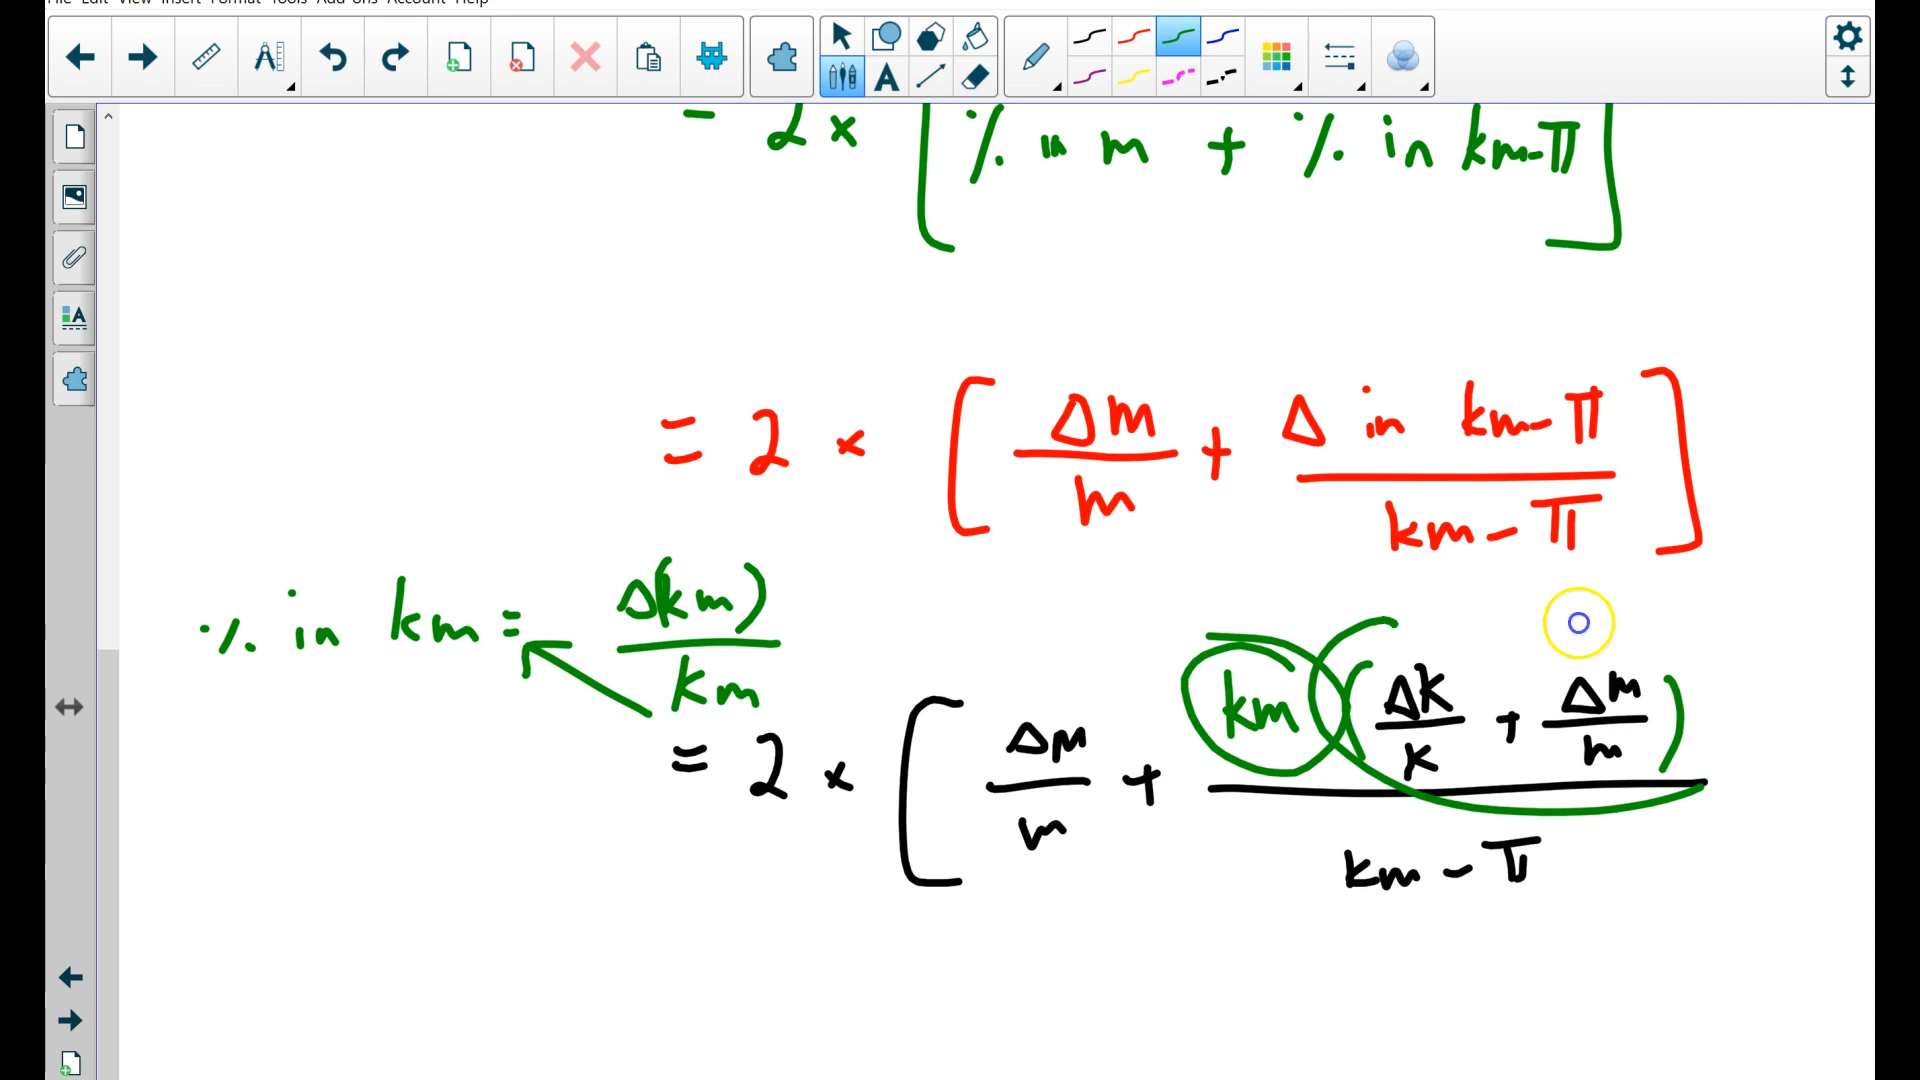 File Edit View Insert Format Tools Add-ons Account Help
= 2 × [ % in m + % in km-π ]
= 2 × [ Δm/m + Δ in km-π / km-π ]
% in km = Δ(km)/km
= 2 × [ Δm/m + km (Δk/k + Δm/m) / km-π